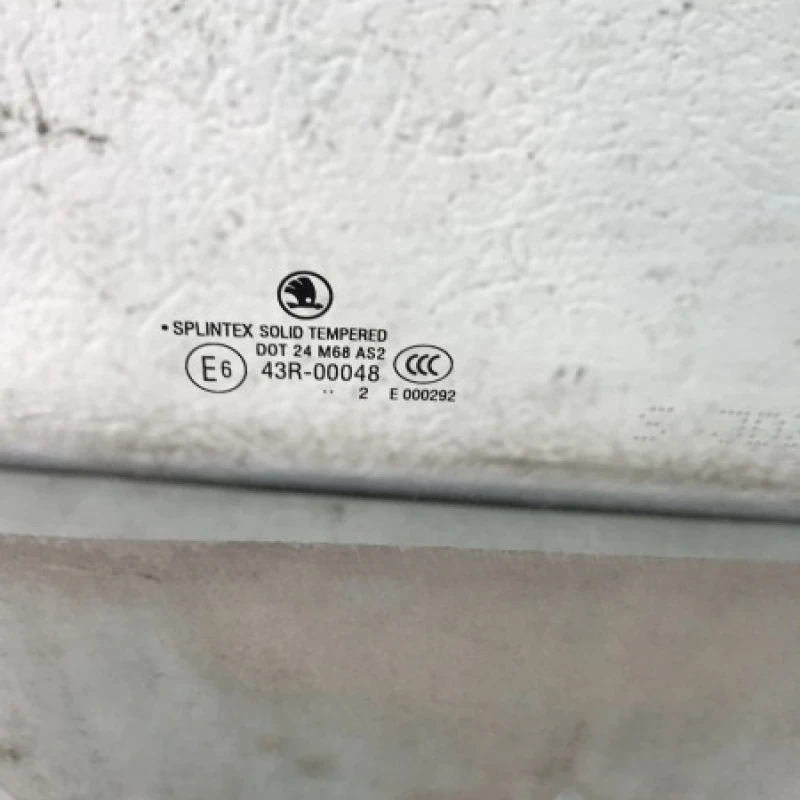 • SPLINTEX SOLID TEMPERED
DOT 24 M68 AS2
E6 43R-00048 CCC
.. 2 E 000292